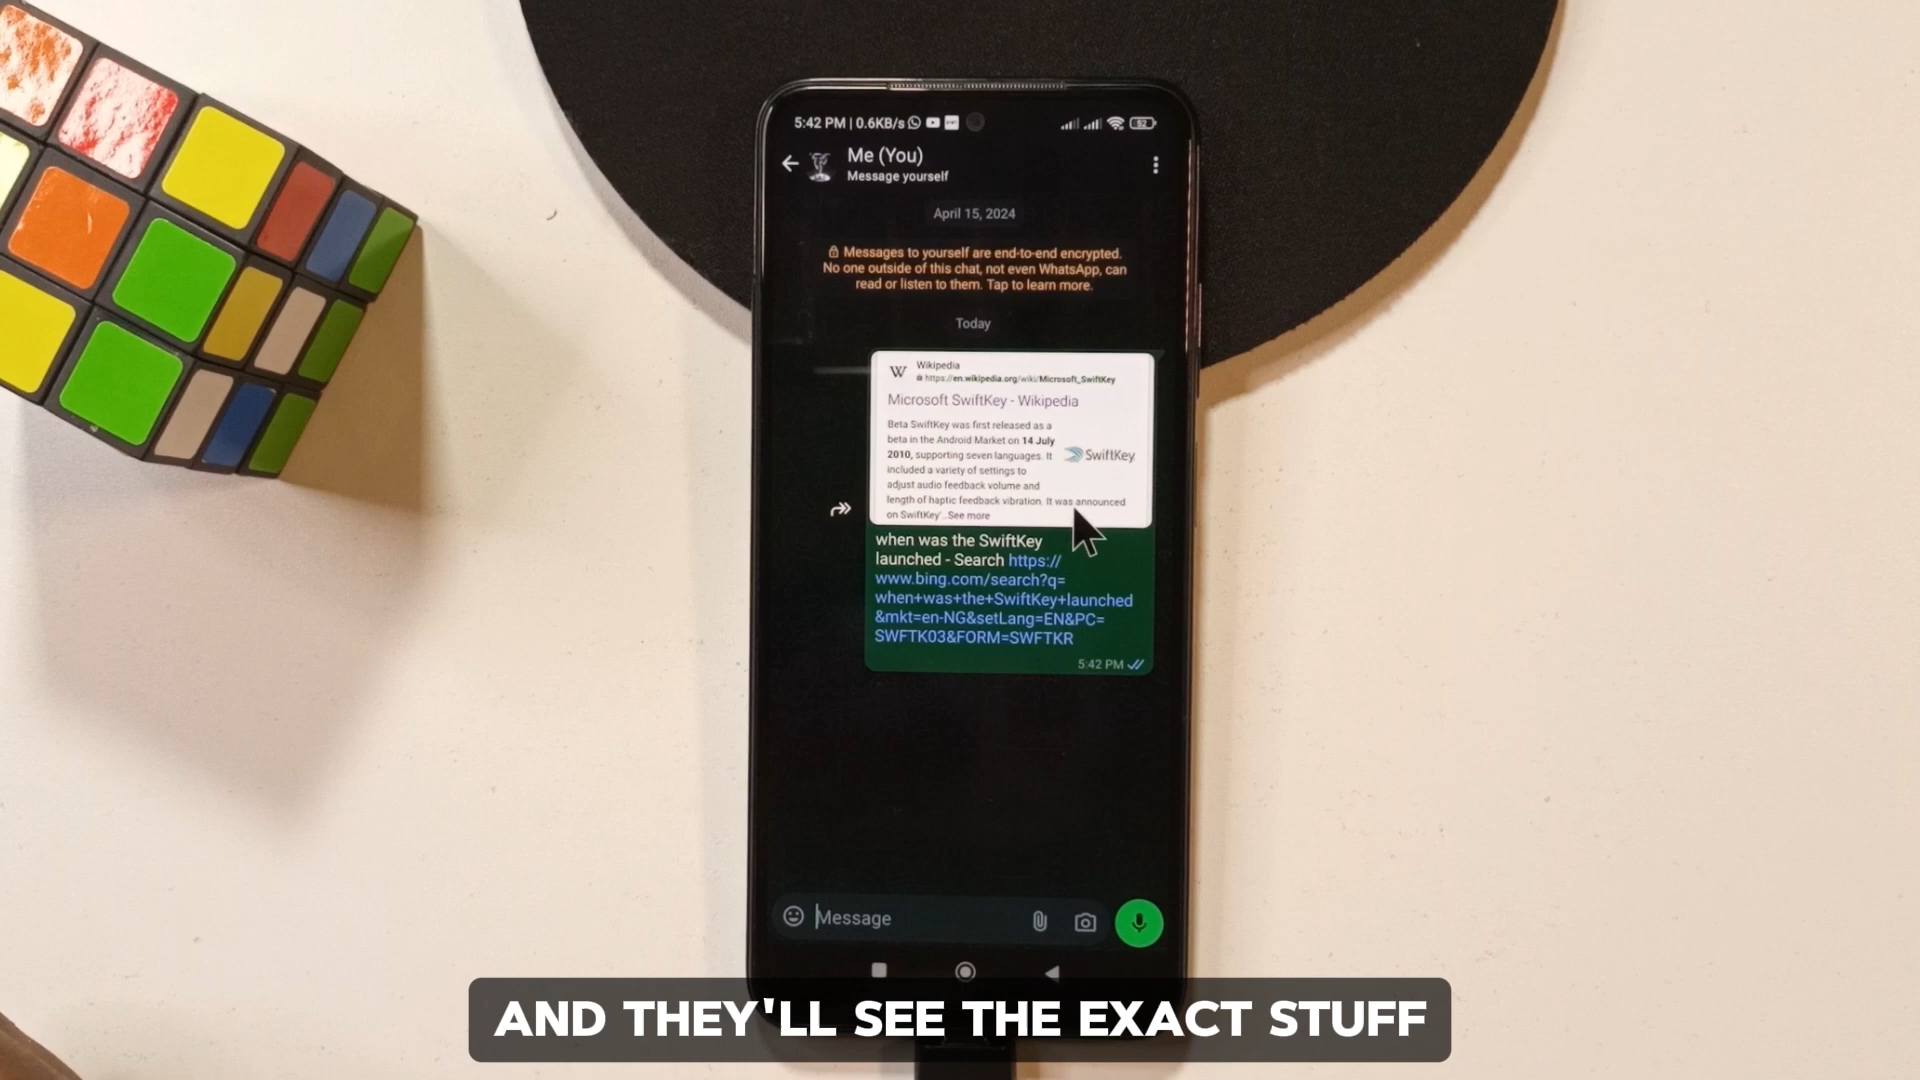 5:42 PM | 0.6KB/s
52
Me (You)
Message yourself
April 15, 2024
Messages to yourself are end-to-end encrypted.
No one outside of this chat, not even WhatsApp, can
read or listen to them. Tap to learn more.
Today
W
Wikipedia
https://en.wikipedia.org/wiki/Microsoft_SwiftKey
Microsoft SwiftKey - Wikipedia
Beta SwiftKey was first released as a
beta in the Android Market on 14 July
2010, supporting seven languages. It
included a variety of settings to
adjust audio feedback volume and
length of haptic feedback vibration. It was announced
on SwiftKey'...See more
SwiftKey
when was the SwiftKey
launched - Search https://
www.bing.com/search?q=
when+was+the+SwiftKey+launched
&mkt=en-NG&setLang=EN&PC=
SWFTK03&FORM=SWFTKR
5:42 PM
Message
AND THEY'LL SEE THE EXACT STUFF